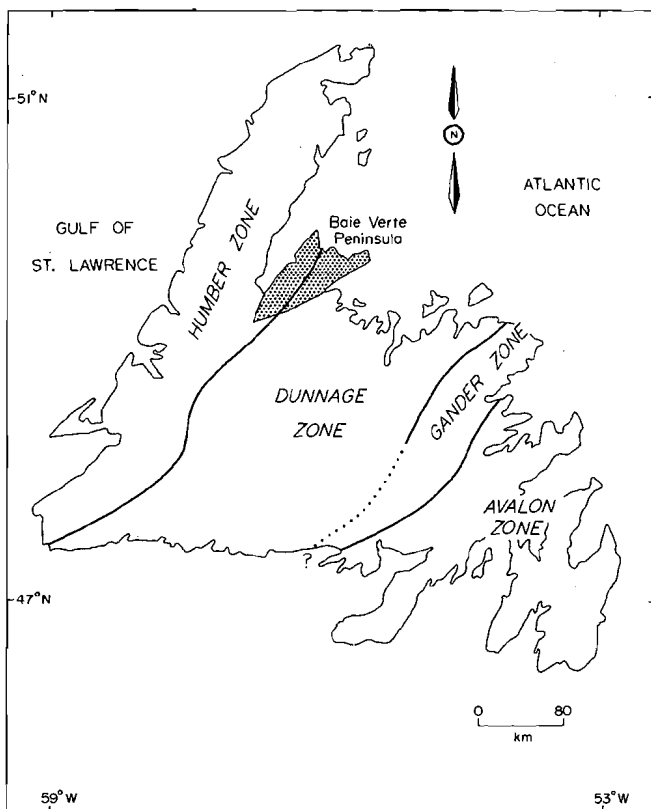 51°N
N
ATLANTIC
OCEAN
GULF OF
ST. LAWRENCE
Baie Verte
Peninsula
HUMBER ZONE
DUNNAGE
ZONE
GANDER ZONE
AVALON
ZONE
?
47°N
0 80
km
59°W
53°W